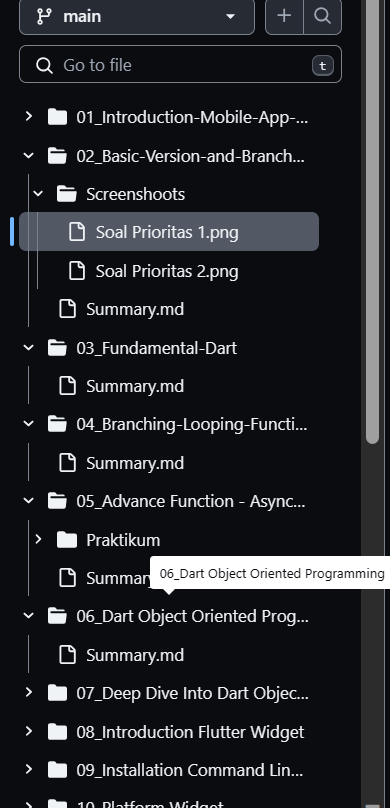 main
Go to file
t
01_Introduction-Mobile-App-...
02_Basic-Version-and-Branch...
Screenshoots
Soal Prioritas 1.png
Soal Prioritas 2.png
Summary.md
03_Fundamental-Dart
Summary.md
04_Branching-Looping-Functi...
Summary.md
05_Advance Function - Async...
Praktikum
Summary
06_Dart Object Oriented Programming
06_Dart Object Oriented Prog...
Summary.md
07_Deep Dive Into Dart Objec...
08_Introduction Flutter Widget
09_Installation Command Lin...
10_Platform Widget